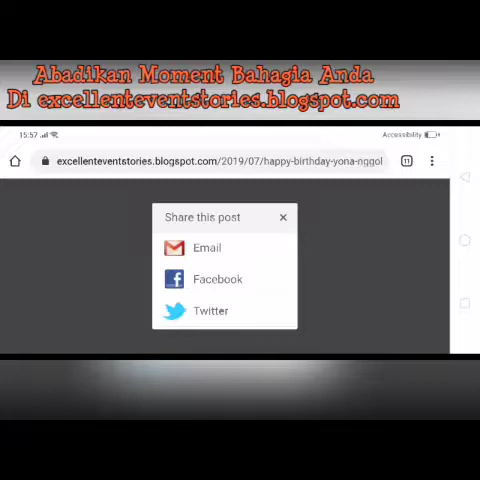 Abadikan Moment Bahagia Anda
Di excellenteventstories.blogspot.com
15:57
Accessibility
excellenteventstories.blogspot.com/2019/07/happy-birthday-yona-nggol
11
Share this post
Email
Facebook
Twitter